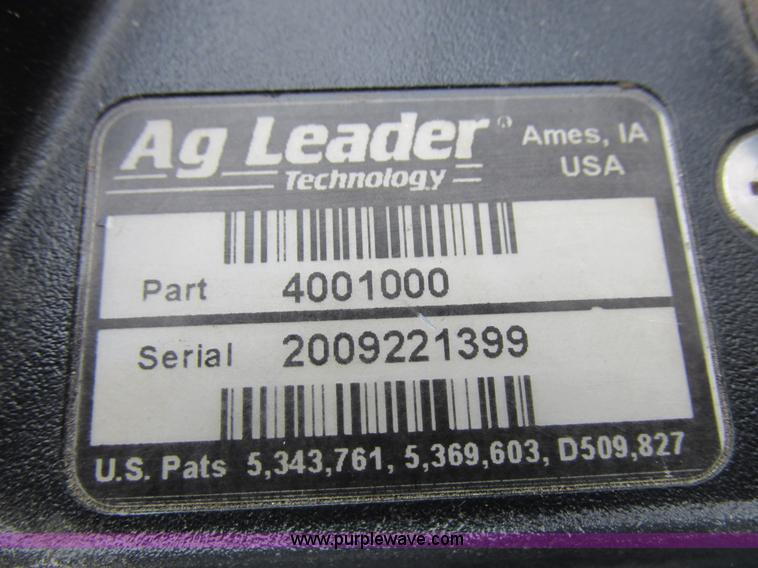 Ag Leader® Ames, IA
Technology USA
Part 4001000
Serial 2009221399
U.S. Pats 5,343,761, 5,369,603, D509,827
www.purplewave.com